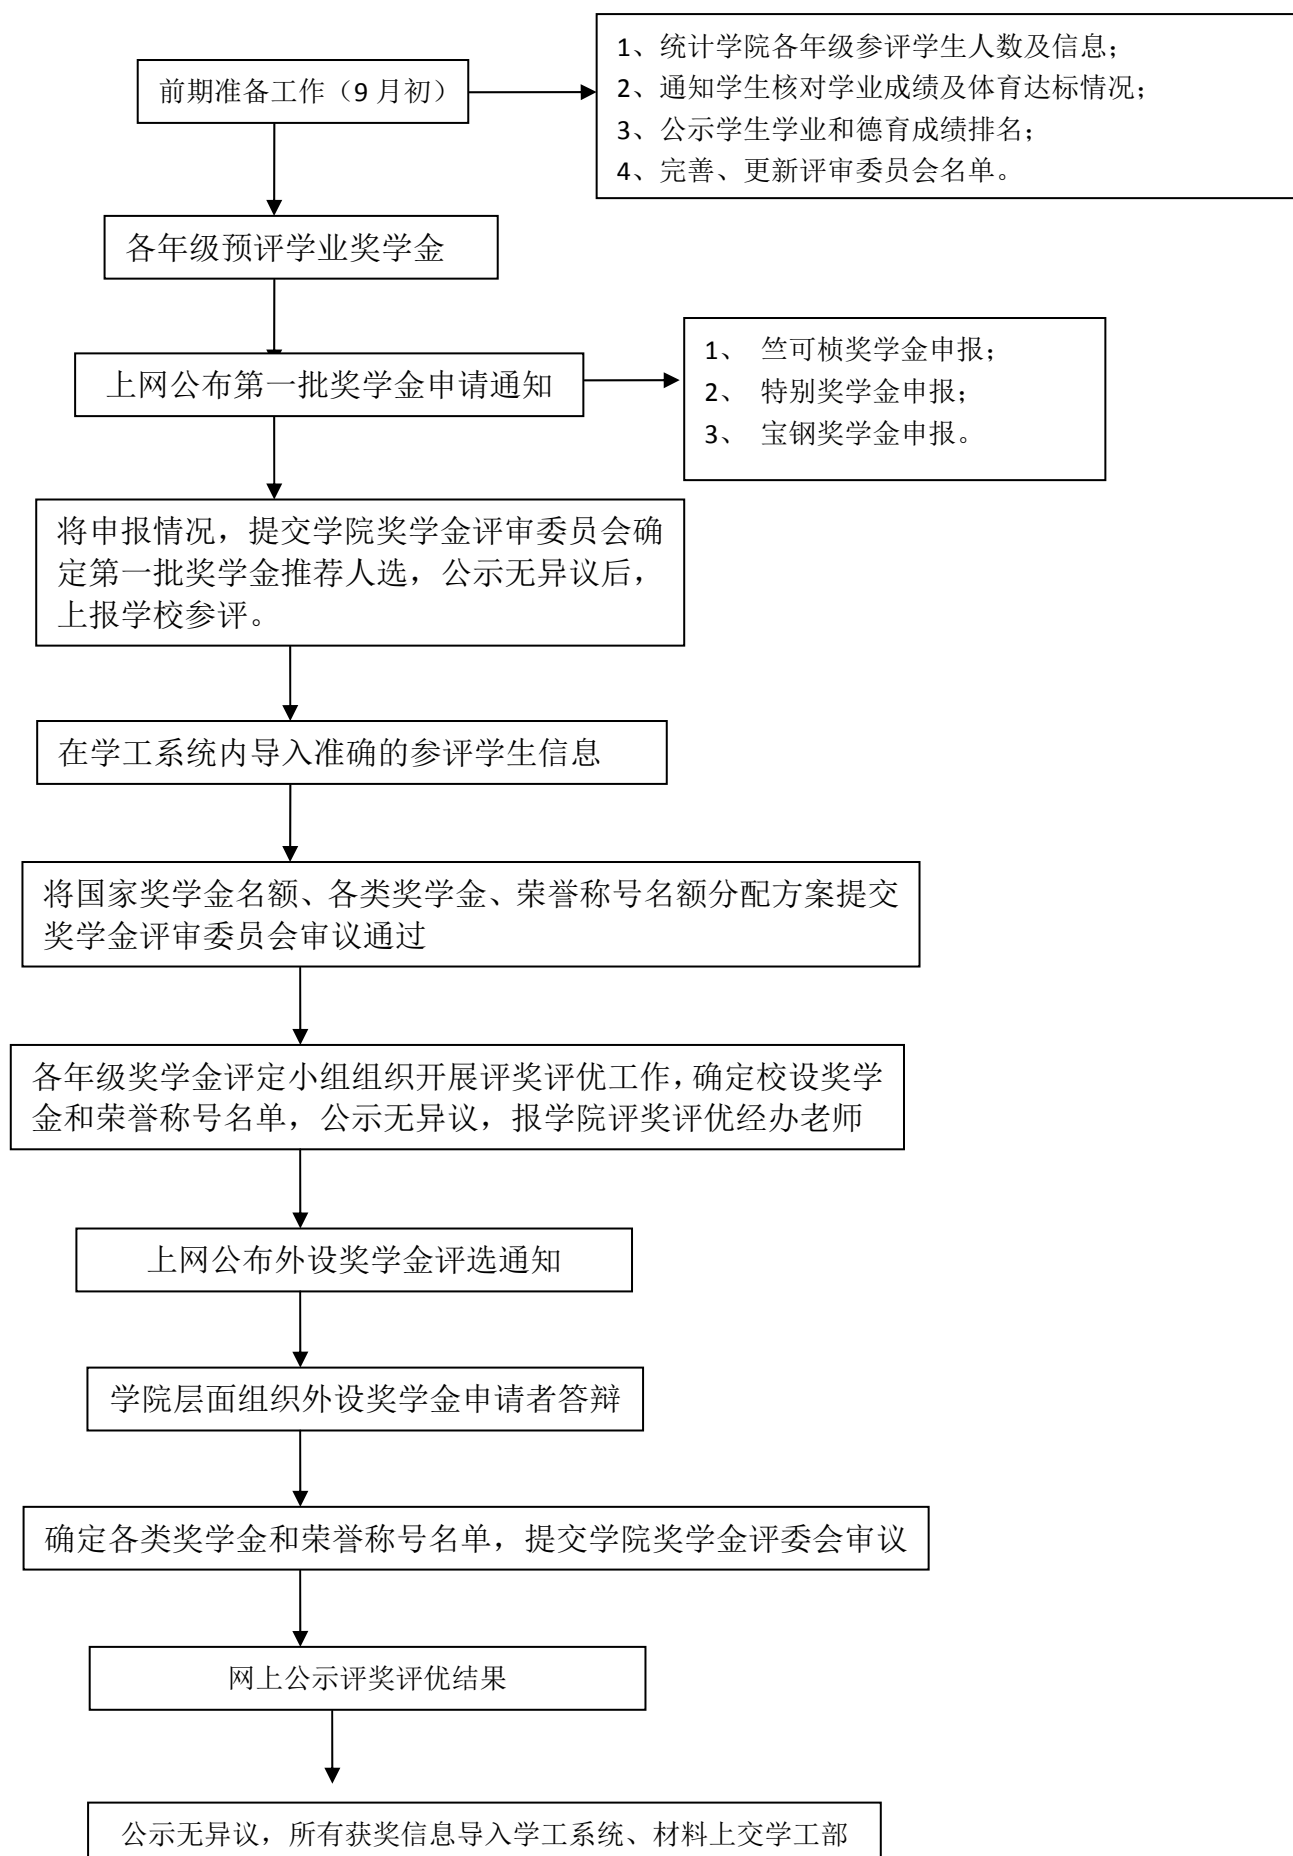 前期准备工作（9 月初）
1、统计学院各年级参评学生人数及信息；
2、通知学生核对学业成绩及体育达标情况；
3、公示学生学业和德育成绩排名；
4、完善、更新评审委员会名单。
各年级预评学业奖学金
上网公布第一批奖学金申请通知
1、 竺可桢奖学金申报；
2、 特别奖学金申报；
3、 宝钢奖学金申报。
将申报情况，提交学院奖学金评审委员会确
定第一批奖学金推荐人选，公示无异议后，
上报学校参评。
在学工系统内导入准确的参评学生信息
将国家奖学金名额、各类奖学金、荣誉称号名额分配方案提交
奖学金评审委员会审议通过
各年级奖学金评定小组组织开展评奖评优工作，确定校设奖学
金和荣誉称号名单，公示无异议，报学院评奖评优经办老师
上网公布外设奖学金评选通知
学院层面组织外设奖学金申请者答辩
确定各类奖学金和荣誉称号名单，提交学院奖学金评委会审议
网上公示评奖评优结果
公示无异议，所有获奖信息导入学工系统、材料上交学工部